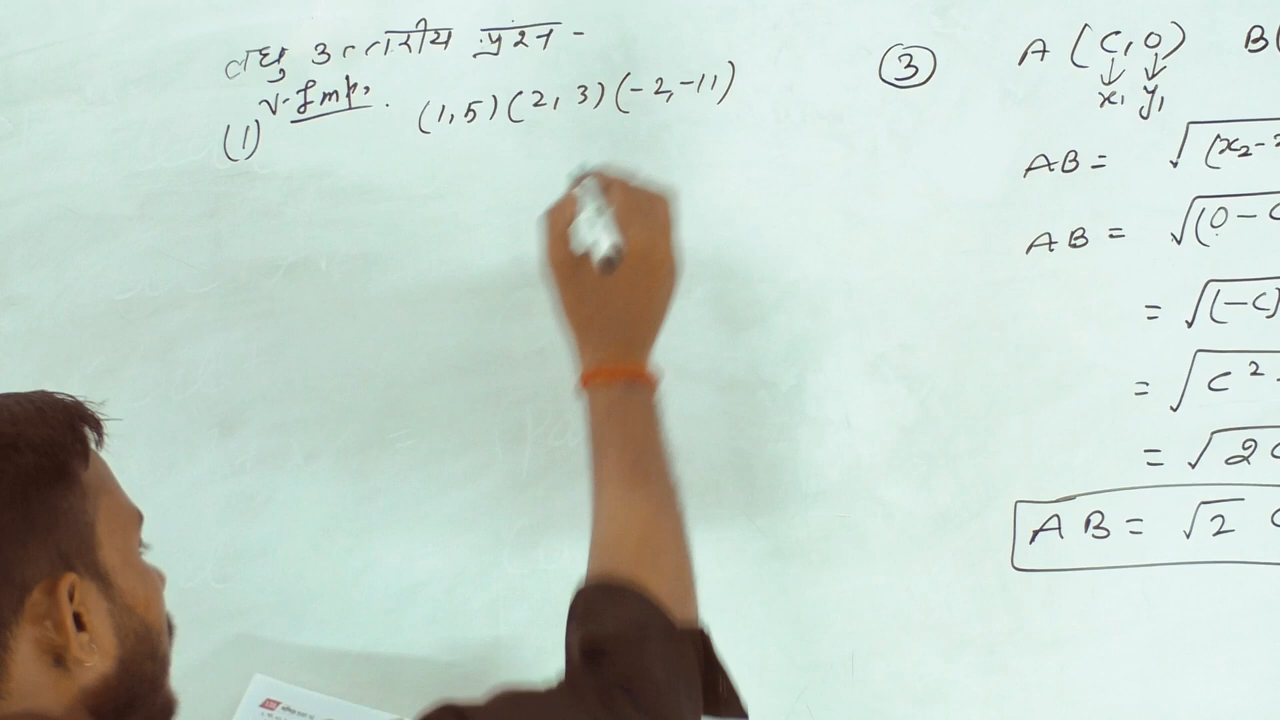 लघु उत्तरीय प्रश्न -
V. Imp.
(1) (1,5) (2, 3) (-2,-11)
③ A (C, 0) B(
x₁ y₁
AB = √(x₂-
AB = √(0 - C
= √(-C)
= √C²
= √2C
AB = √2 C